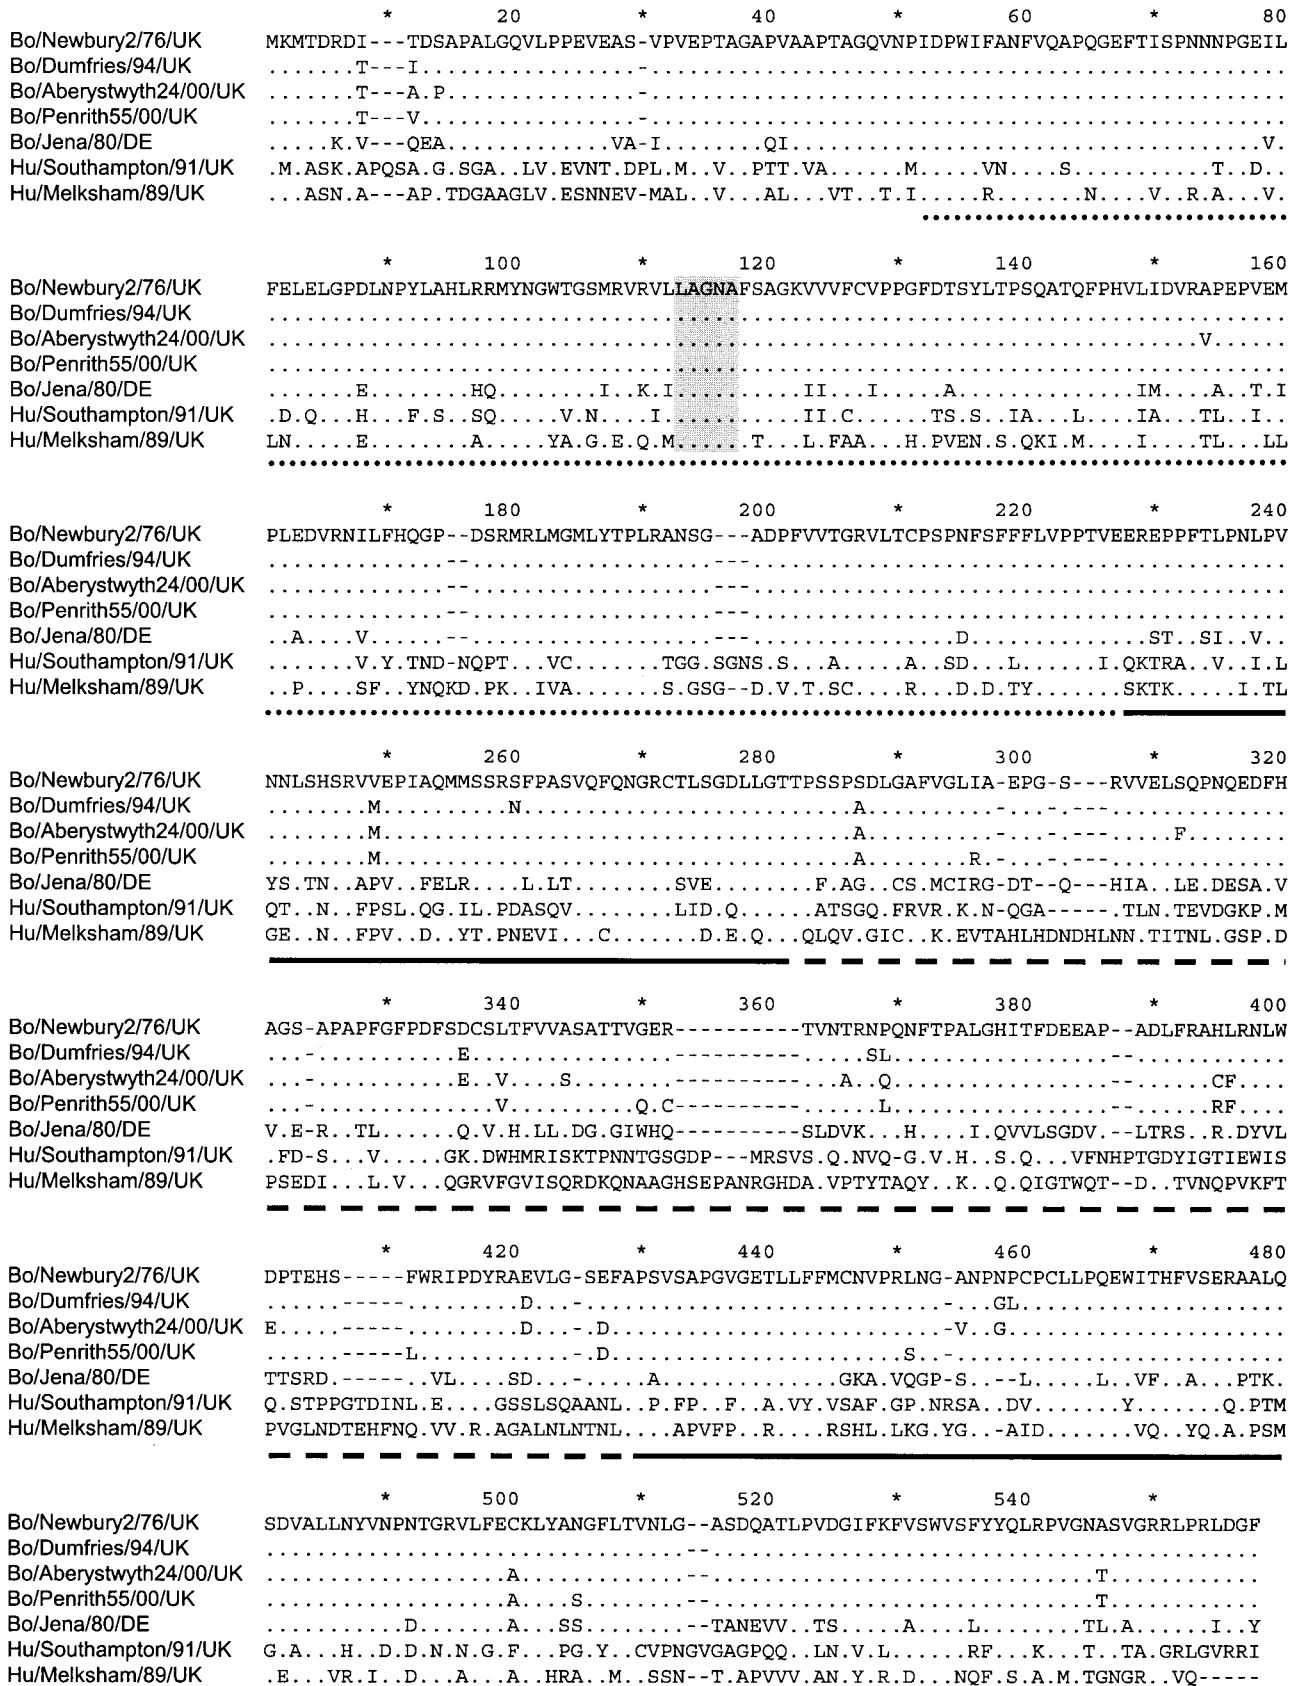 * 20 * 40 * 60 * 80
Bo/Newbury2/76/UK MKMTDRDI---TDSAPALGQVLPPEVEAS-VPVEPTAGAPVAAPTAGQVNPIDPWIFANFVQAPQGEFTISPNNNPGEIL
Bo/Dumfries/94/UK .......T---I.................-..................................................
Bo/Aberystwyth24/00/UK .......T---A.P...............-..................................................
Bo/Penrith55/00/UK .......T---V.................-..................................................
Bo/Jena/80/DE .....K.V---QEA.............VA-I........QI.....................................V.
Hu/Southampton/91/UK .M.ASK.APQSA.G.SGA..LV.EVNT.DPL.M..V..PTT.VA......M.....VN....S...........T..D...
Hu/Melksham/89/UK ...ASN.A---AP.TDGAAGLV.ESNNEV-MAL..V...AL...VT..T.I.....R.......N....V..R.A...V.
* 100 * 120 * 140 * 160
Bo/Newbury2/76/UK FELELGPDLNPYLAHLRRMYNGWTGSMRVRVLLAGNAFSAGKVVVFCVPPGFDTSYLTPSQATQFPHVLIDVRAPEPVEM
Bo/Dumfries/94/UK ................................................................................
Bo/Aberystwyth24/00/UK .........................................................................V......
Bo/Penrith55/00/UK ................................................................................
Bo/Jena/80/DE .......E........HQ........I..K.I..........II...I.....A..............IM....A..T.I
Hu/Southampton/91/UK .D.Q...H...F.S..SQ.....V.N....I...........II.C......TS.S..IA...L....IA...TL..I..
Hu/Melksham/89/UK LN.....E........A.....YA.G.E.Q.M......T...L.FAA...H.PVEN.S.QKI.M....I....TL...LL
* 180 * 200 * 220 * 240
Bo/Newbury2/76/UK PLEDVRNILFHQGP--DSRMRLMGMLYTPLRANSG---ADPFVVTGRVLTCPSPNFSFFFLVPPTVEEREPPFTLPNLPV
Bo/Dumfries/94/UK ..............--...................---..........................................
Bo/Aberystwyth24/00/UK ..............--...................---..........................................
Bo/Penrith55/00/UK ..............--...................---..........................................
Bo/Jena/80/DE ..A....V......--...................---...............D..............ST..SI..V..
Hu/Southampton/91/UK .......V.Y.TND-NQPT...VC.......TGG.SGNS.S...A.....A..SD...L......I.QKTRA..V..I.L
Hu/Melksham/89/UK ..P....SF..YNQKD.PK..IVA.......S.GSG--D.V.T.SC....R...D.D.TY.......SKTK.....I.TL
* 260 * 280 * 300 * 320
Bo/Newbury2/76/UK NNLSHSRVVEPIAQMMSSRSFPASVQFQNGRCTLSGDLLGTTPSSPSDLGAFVGLIA-EPG-S---RVVELSQPNQEDFH
Bo/Dumfries/94/UK ........M..........N..........................A..........-...-.---..............
Bo/Aberystwyth24/00/UK ........M.....................................A..........-...-.---......F.......
Bo/Penrith55/00/UK ........M.....................................A........R.-...-.---..............
Bo/Jena/80/DE YS.TN..APV..FELR....L.LT........SVE........F.AG..CS.MCIRG-DT--Q---HIA..LE.DESA.V
Hu/Southampton/91/UK QT..N..FPSL.QG.IL.PDASQV........LID.Q......ATSGQ.FRVR.K.N-QGA-----.TLN.TEVDGKP.M
Hu/Melksham/89/UK GE..N..FPV..D..YT.PNEVI...C.......D.E.Q...QLQV.GIC..K.EVTAHLHDNDHLNN.TITNL.GSP.D
* 340 * 360 * 380 * 400
Bo/Newbury2/76/UK AGS-APAPFGFPDFSDCSLTFVVASATTVGER----------TVNTRNPQNFTPALGHITFDEEAP--ADLFRAHLRNLW
Bo/Dumfries/94/UK ...-...........E................----------.....SL.................--............
Bo/Aberystwyth24/00/UK ...-...........E..V....S........----------...A..Q.................--......CF....
Bo/Penrith55/00/UK ...-..............V..........Q.C----------......L.................--......RF....
Bo/Jena/80/DE V.E-R..TL......Q.V.H.LL.DG.GIWHQ----------SLDVK...H....I.QVVLSGDV.--LTRS..R.DYVL
Hu/Southampton/91/UK .FD-S...V.....GK.DWHMRISKTPNNTGSGDP---MRSVS.Q.NVQ-G.V.H..S.Q...VFNHPTGDYIGTIEWIS
Hu/Melksham/89/UK PSEDI...L.V...QGRVFGVISQRDKQNAAGHSEPANRGHDA.VPTYTAQY..K..Q.QIGTWQT--D..TVNQPVKFT
* 420 * 440 * 460 * 480
Bo/Newbury2/76/UK DPTEHS-----FWRIPDYRAEVLG-SEFAPSVSAPGVGETLLFFMCNVPRLNG-ANPNPCPCLLPQEWITHFVSERAALQ
Bo/Dumfries/94/UK ......-----.........D...-............................-...GL.....................
Bo/Aberystwyth24/00/UK E.....-----.........D...-.D..........................-V..G......................
Bo/Penrith55/00/UK ......-----L............-.D.......................S..-..........................
Bo/Jena/80/DE TTSRD.-----..VL....SD...-.....A..............GKA.VQGP-S...--L.....L..VF..A...PTK.
Hu/Southampton/91/UK Q.STPPGTDINL.E....GSSLSQAANL..P.FP..F..A.VY.VSAF.GP.NRSA..DV.......Y.......Q.PTM
Hu/Melksham/89/UK PVGLNDTEHFNQ.VV.R.AGALNLNTNL....APVFP..R....RSHL.LKG.YG..-AID.......VQ..YQ.A.PSM
* 500 * 520 * 540 *
Bo/Newbury2/76/UK SDVALLNYVNPNTGRVLFECKLYANGFLTVNLG--ASDQATLPVDGIFKFVSWVSFYYQLRPVGNASVGRRLPRLDGF
Bo/Dumfries/94/UK .................................--...........................................
Bo/Aberystwyth24/00/UK ...................A.............--..............................T............
Bo/Penrith55/00/UK ...................A....S........--..............................T............
Bo/Jena/80/DE ...........D.......A...SS........--TANEVV..TS.....A....L........TL.A......I..Y
Hu/Southampton/91/UK G.A...H..D.D.N.N.G.F...PG.Y..CVPNGVGAGPQQ..LN.V.L......RF...K...T..TA.GRLGVRRI
Hu/Melksham/89/UK .E...VR.I..D...A...A..HRA..M..SSN--T.APVVV.AN.Y.R.D...NQF.S.A.M.TGNGR..VQ-----